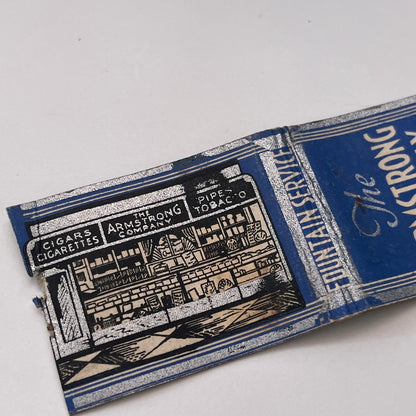 CIGARS
CIGARETTES
THE
ARMSTRONG
COMPANY
PIPES
TOBACCO
FOUNTAIN SERVICE
The